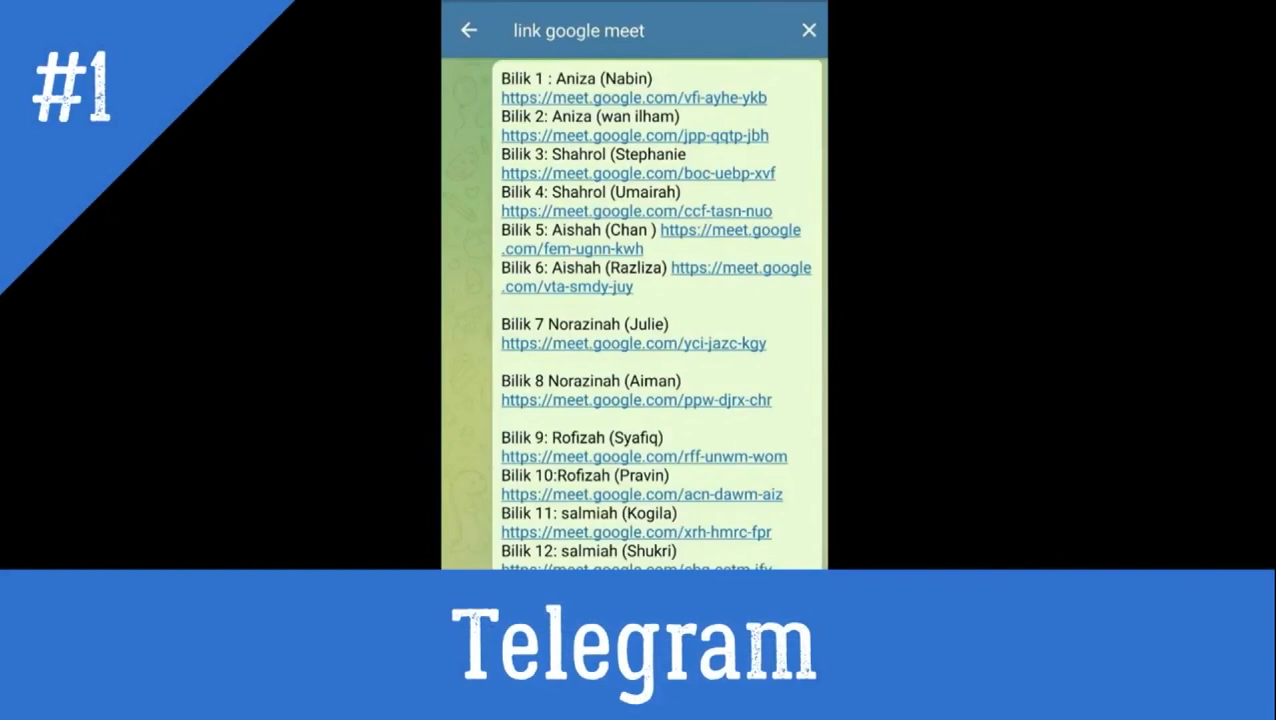 #1
link google meet
Bilik 1 : Aniza (Nabin)
https://meet.google.com/vfi-ayhe-ykb
Bilik 2: Aniza (wan ilham)
https://meet.google.com/jpp-qqtp-jbh
Bilik 3: Shahrol (Stephanie
https://meet.google.com/boc-uebp-xvf
Bilik 4: Shahrol (Umairah)
https://meet.google.com/ccf-tasn-nuo
Bilik 5: Aishah (Chan ) https://meet.google
.com/fem-ugnn-kwh
Bilik 6: Aishah (Razliza) https://meet.google
.com/vta-smdy-juy
Bilik 7 Norazinah (Julie)
https://meet.google.com/yci-jazc-kgy
Bilik 8 Norazinah (Aiman)
https://meet.google.com/ppw-djrx-chr
Bilik 9: Rofizah (Syafiq)
https://meet.google.com/rff-unwm-wom
Bilik 10:Rofizah (Pravin)
https://meet.google.com/acn-dawm-aiz
Bilik 11: salmiah (Kogila)
https://meet.google.com/xrh-hmrc-fpr
Bilik 12: salmiah (Shukri)
Telegram